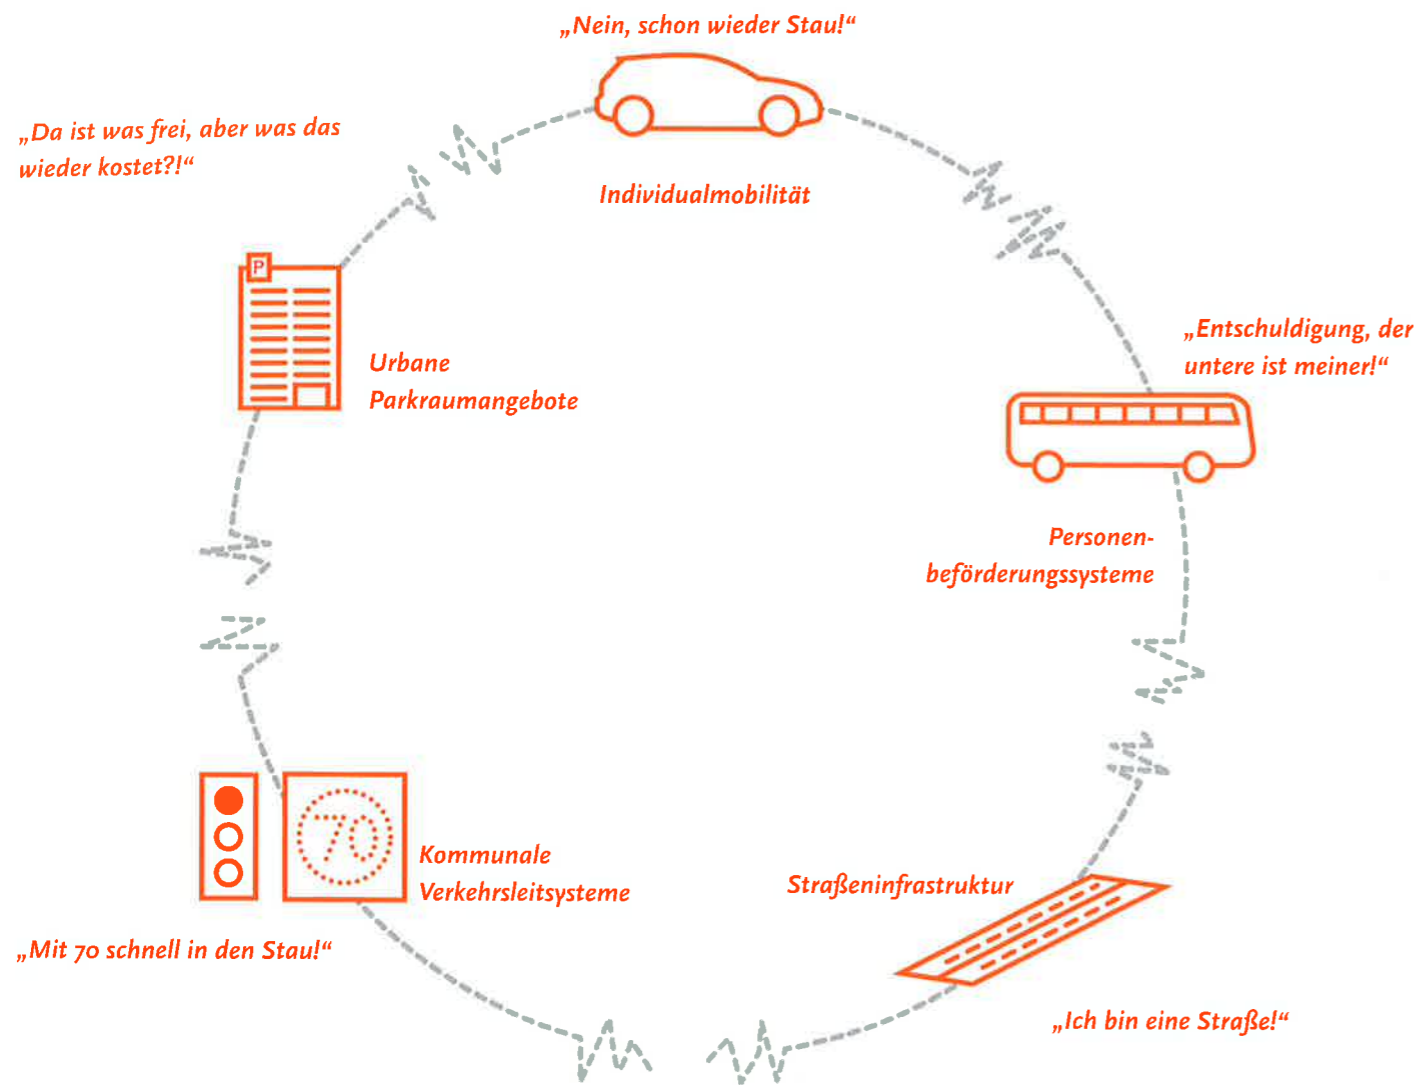 „Nein, schon wieder Stau!“
„Da ist was frei, aber was das
wieder kostet?!“
Individualmobilität
P
Urbane
Parkraumangebote
„Entschuldigung, der
untere ist meiner!“
Personen-
beförderungssysteme
70
Kommunale
Verkehrsleitsysteme
„Mit 70 schnell in den Stau!“
Straßeninfrastruktur
„Ich bin eine Straße!“